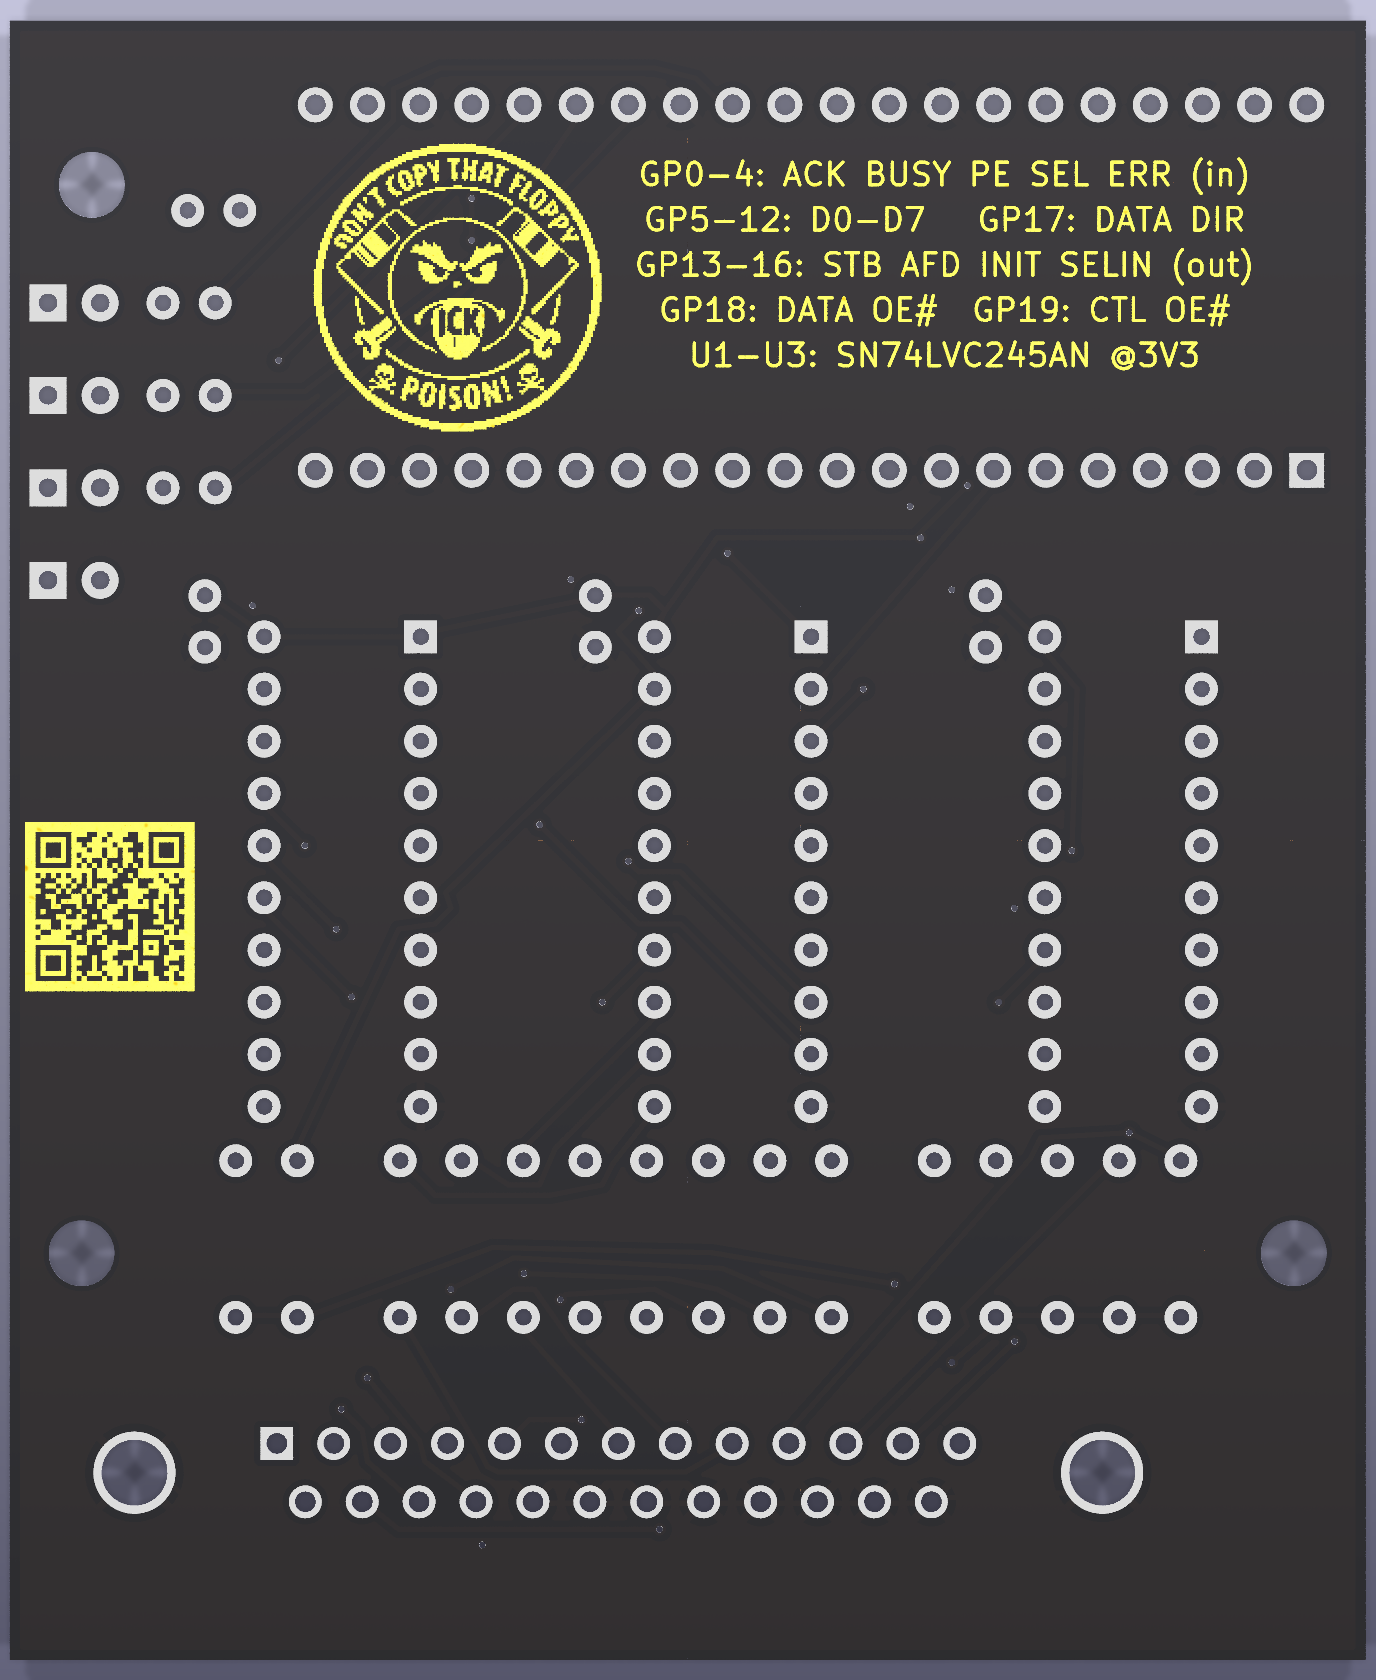 DON'T COPY THAT FLOPPY
ICK
POISON!
GP0-4: ACK BUSY PE SEL ERR (in)
GP5-12: D0-D7 GP17: DATA DIR
GP13-16: STB AFD INIT SELIN (out)
GP18: DATA OE# GP19: CTL OE#
U1-U3: SN74LVC245AN @3V3